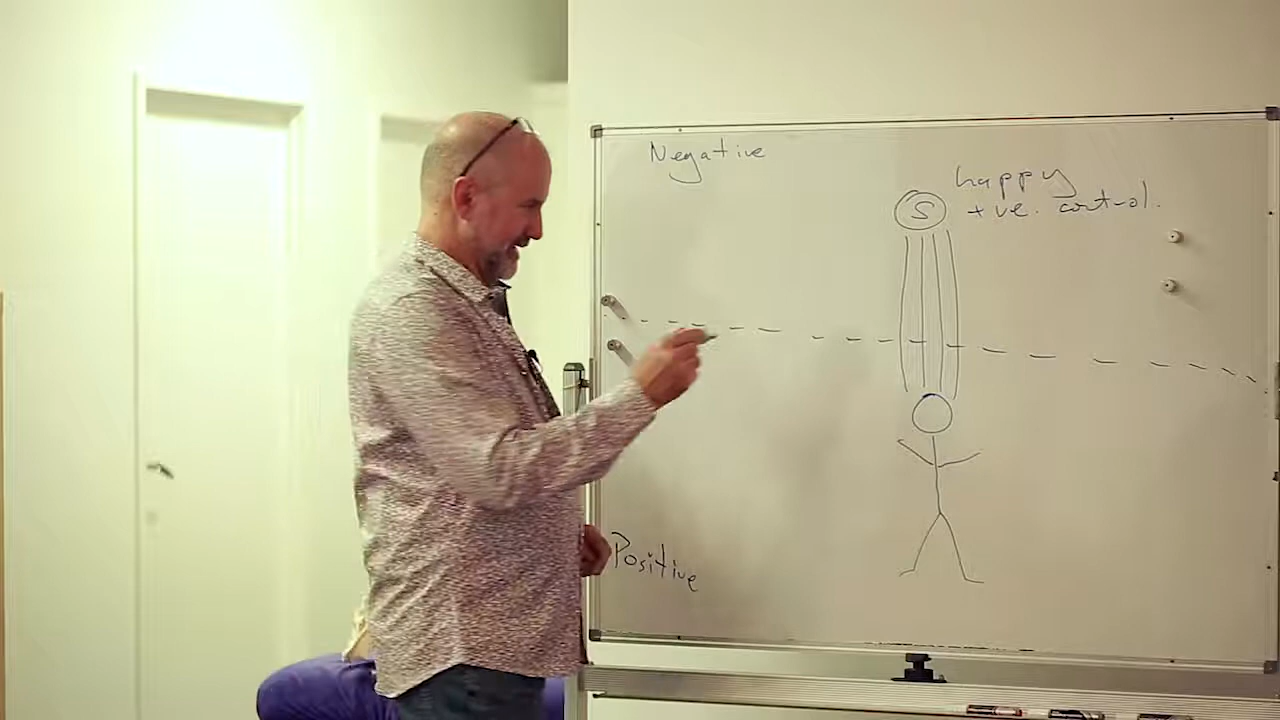 Negative
happy
S
+ve. control.
Positive